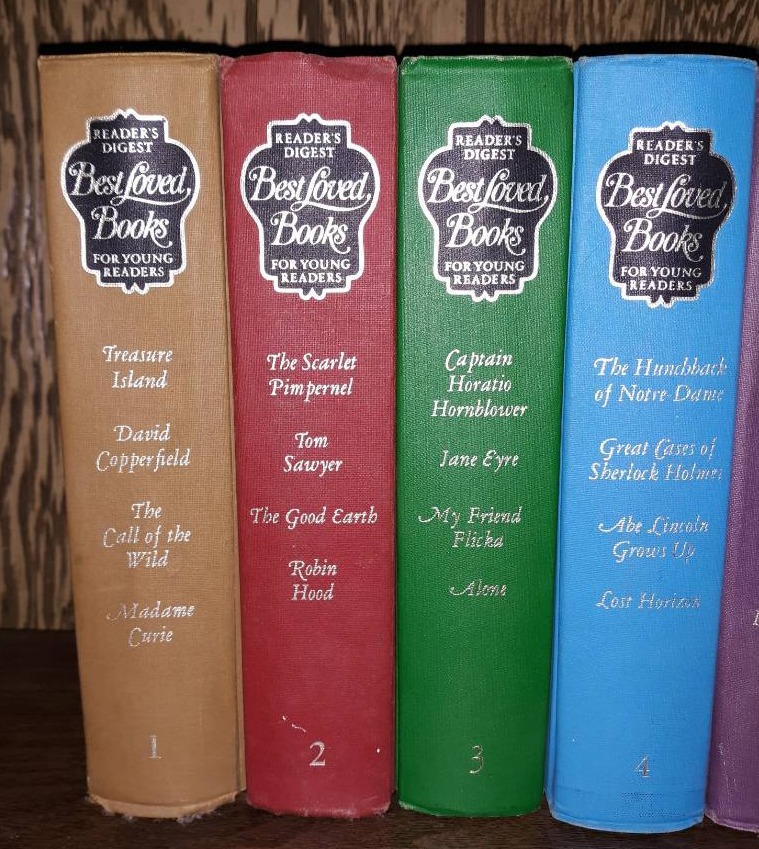 READER'S
DIGEST
Best Loved
Books
FOR YOUNG
READERS
Treasure
Island
David
Copperfield
The
Call of the
Wild
Madame
Curie
1
READER'S
DIGEST
Best Loved
Books
FOR YOUNG
READERS
The Scarlet
Pimpernel
Tom
Sawyer
The Good Earth
Robin
Hood
2
READER'S
DIGEST
Best Loved
Books
FOR YOUNG
READERS
Captain
Horatio
Hornblower
Jane Eyre
My Friend
Flicka
Alone
3
READER'S
DIGEST
Best Loved
Books
FOR YOUNG
READERS
The Hunchback
of Notre-Dame
Great Cases of
Sherlock Holmes
Abe Lincoln
Grows Up
Lost Horizon
4